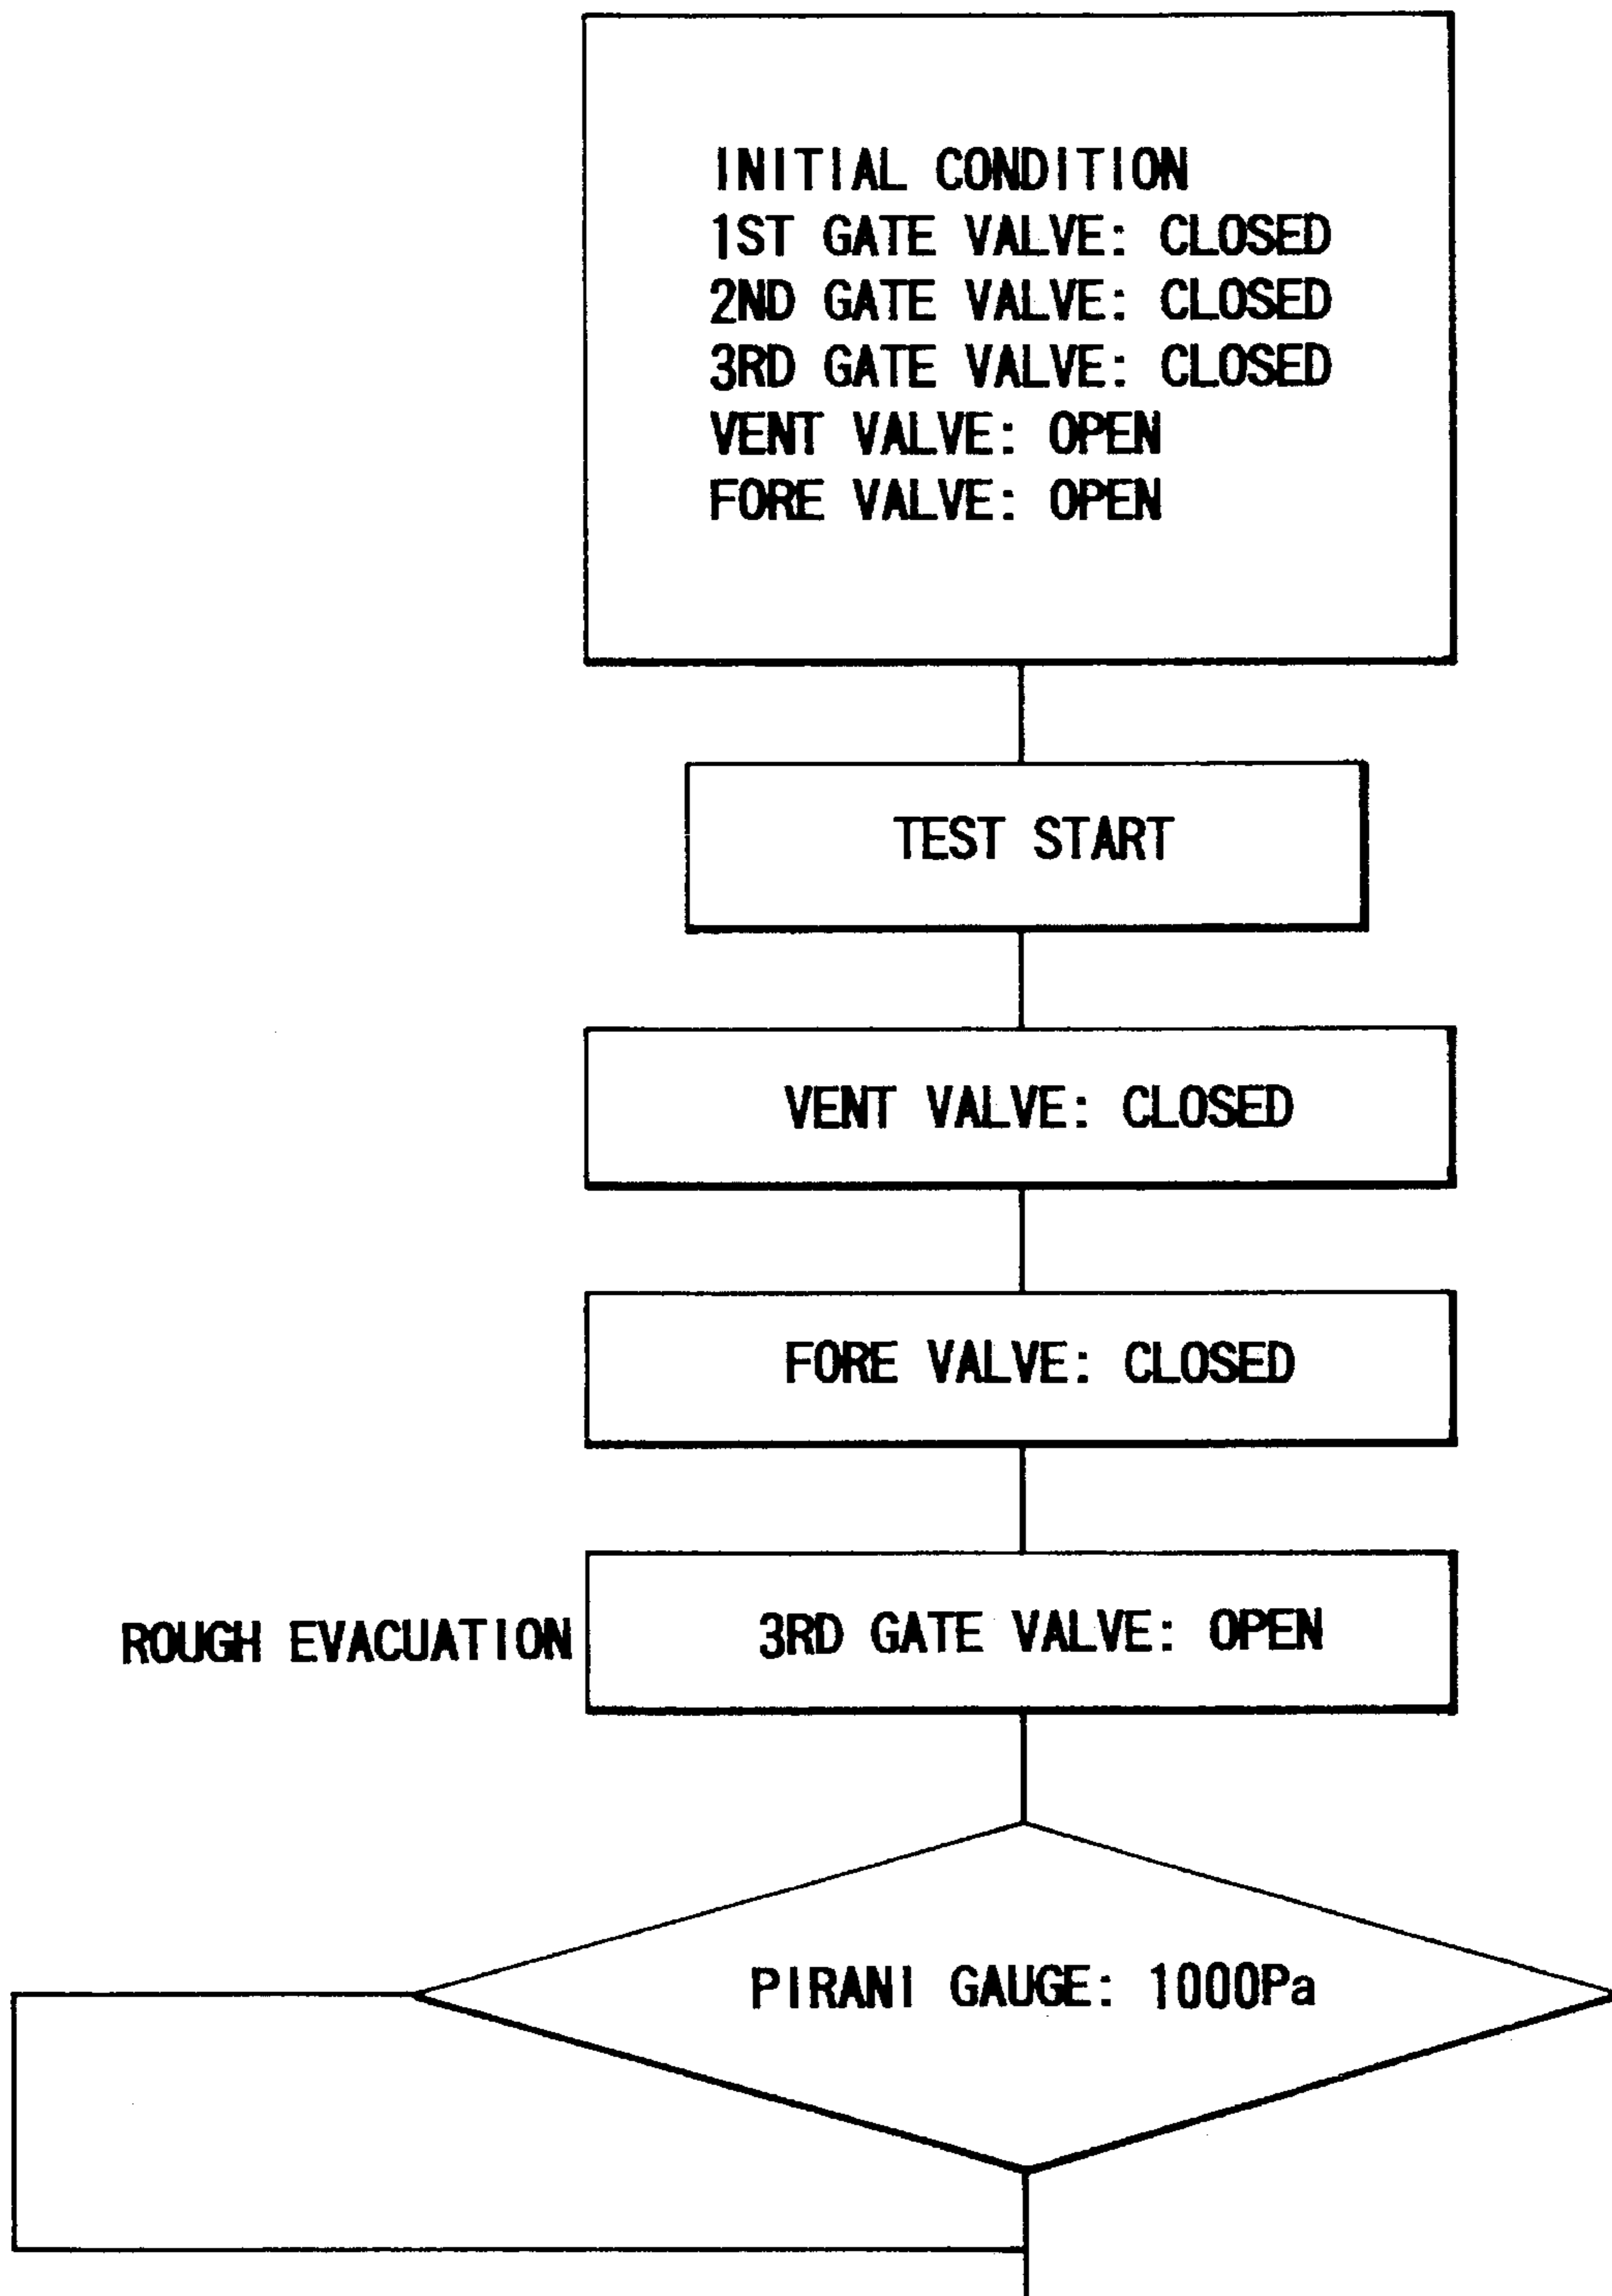 INITIAL CONDITION
1ST GATE VALVE: CLOSED
2ND GATE VALVE: CLOSED
3RD GATE VALVE: CLOSED
VENT VALVE: OPEN
FORE VALVE: OPEN
TEST START
VENT VALVE: CLOSED
FORE VALVE: CLOSED
ROUGH EVACUATION
3RD GATE VALVE: OPEN
PIRANI GAUGE: 1000Pa